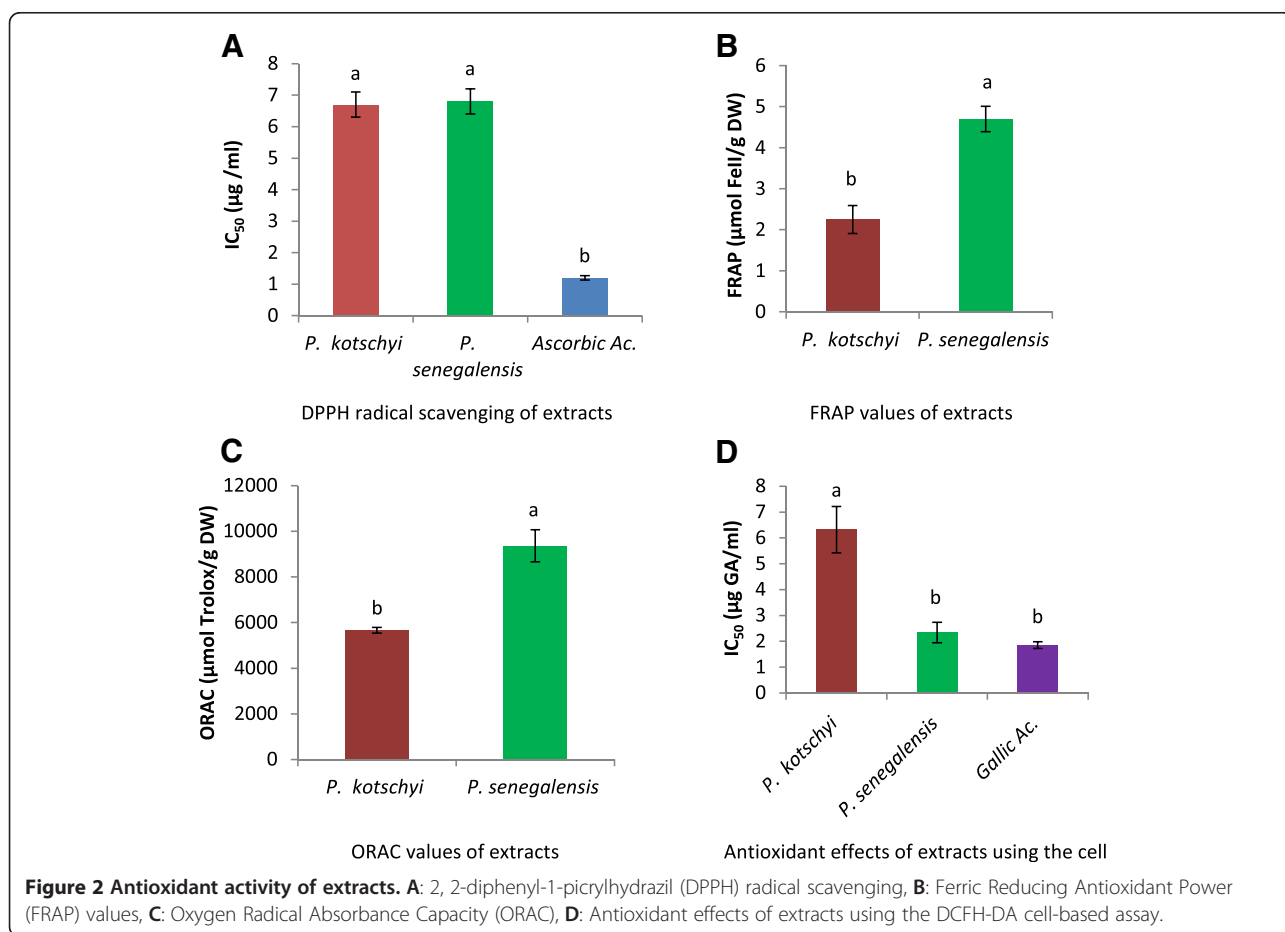 A
8
7
6
5
4
3
2
1
0
IC₅₀ (µg /ml)
a
a
b
P. kotschyi
P. senegalensis
Ascorbic Ac.
DPPH radical scavenging of extracts
B
6
5
4
3
2
1
0
FRAP (µmol FeII/g DW)
b
a
P. kotschyi
P. senegalensis
FRAP values of extracts
C
12000
10000
8000
6000
4000
2000
0
ORAC (µmol Trolox/g DW)
b
a
P. kotschyi
P. senegalensis
ORAC values of extracts
D
8
7
6
5
4
3
2
1
0
IC₅₀ (µg GA/ml)
a
b
b
P. kotschyi
P. senegalensis
Gallic Ac.
Antioxidant effects of extracts using the cell
Figure 2 Antioxidant activity of extracts. A: 2, 2-diphenyl-1-picrylhydrazil (DPPH) radical scavenging, B: Ferric Reducing Antioxidant Power
(FRAP) values, C: Oxygen Radical Absorbance Capacity (ORAC), D: Antioxidant effects of extracts using the DCFH-DA cell-based assay.